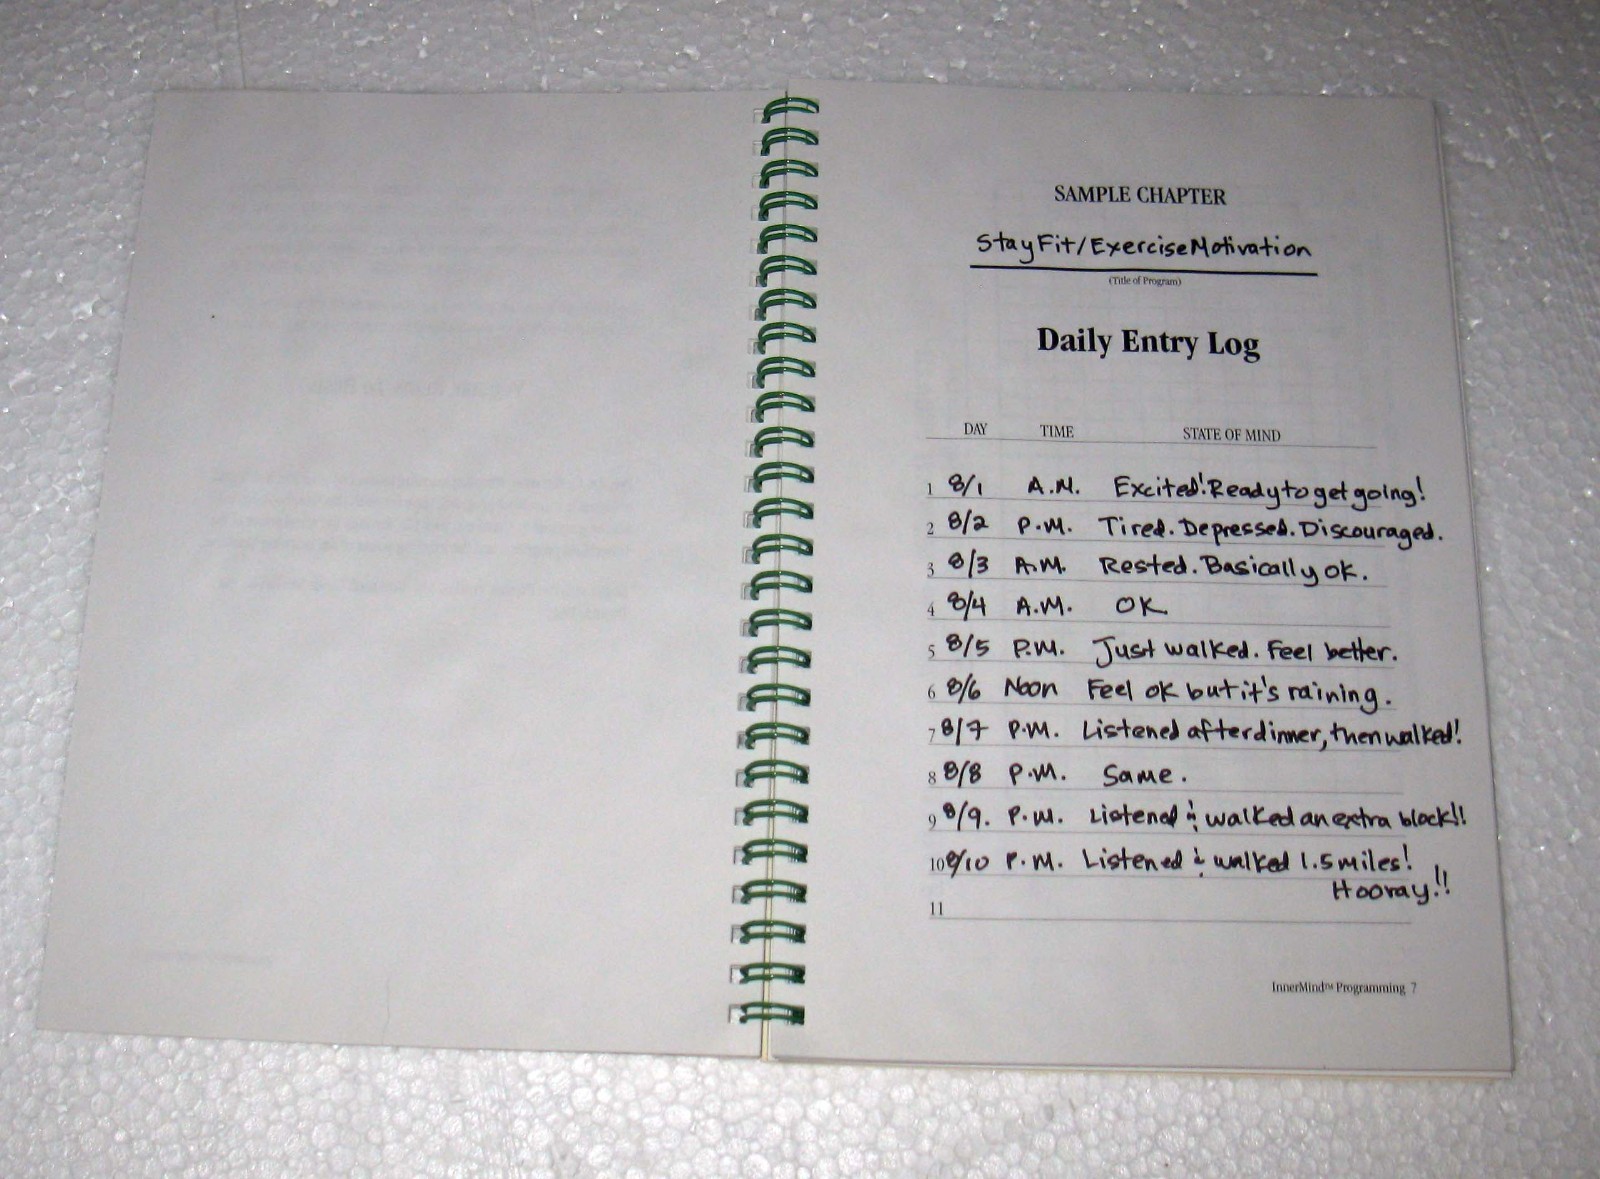 SAMPLE CHAPTER
Stay Fit/Exercise Motivation
(Title of Program)
Daily Entry Log
DAY TIME STATE OF MIND
1 8/1 A.M. Excited! Ready to get going!
2 8/2 P.M. Tired. Depressed. Discouraged.
3 8/3 A.M. Rested. Basically ok.
4 8/4 A.M. OK
5 8/5 P.M. Just walked. Feel better.
6 8/6 Noon Feel ok but it's raining.
7 8/7 P.M. Listened after dinner, then walked!
8 8/8 P.M. Same.
9 8/9. P.M. Listened & walked an extra block!!
10 8/10 P.M. Listened & walked 1.5 miles!
Hooray!!
11
InnerMind™ Programming 7